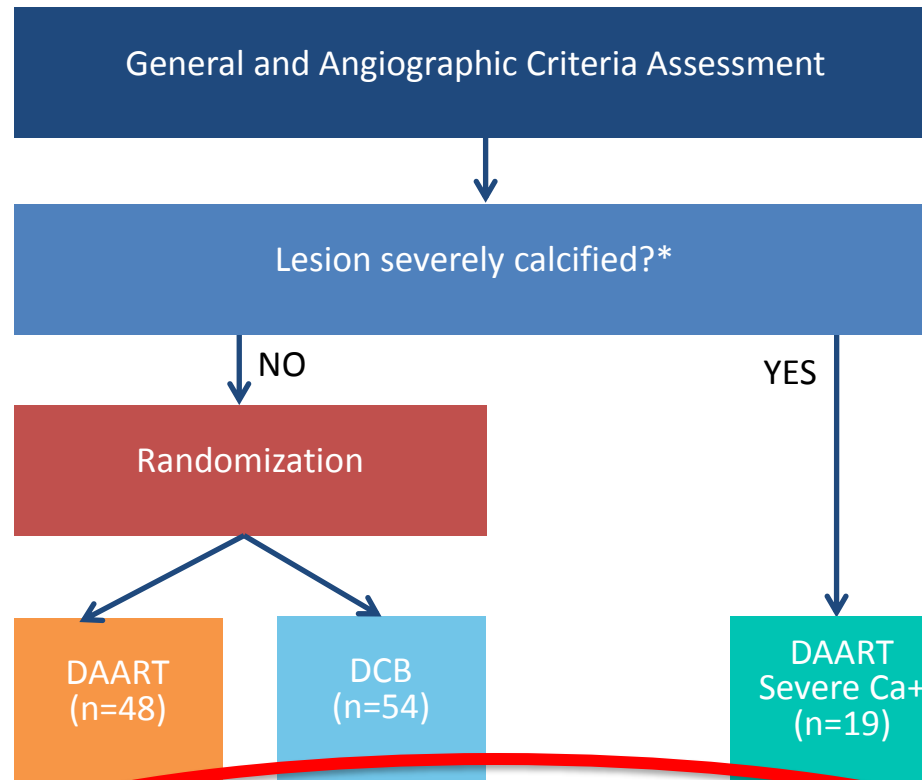 General and Angiographic Criteria Assessment
Lesion severely calcified?*
NO
YES
Randomization
DAART
(n=48)
DCB
(n=54)
DAART
Severe Ca+
(n=19)